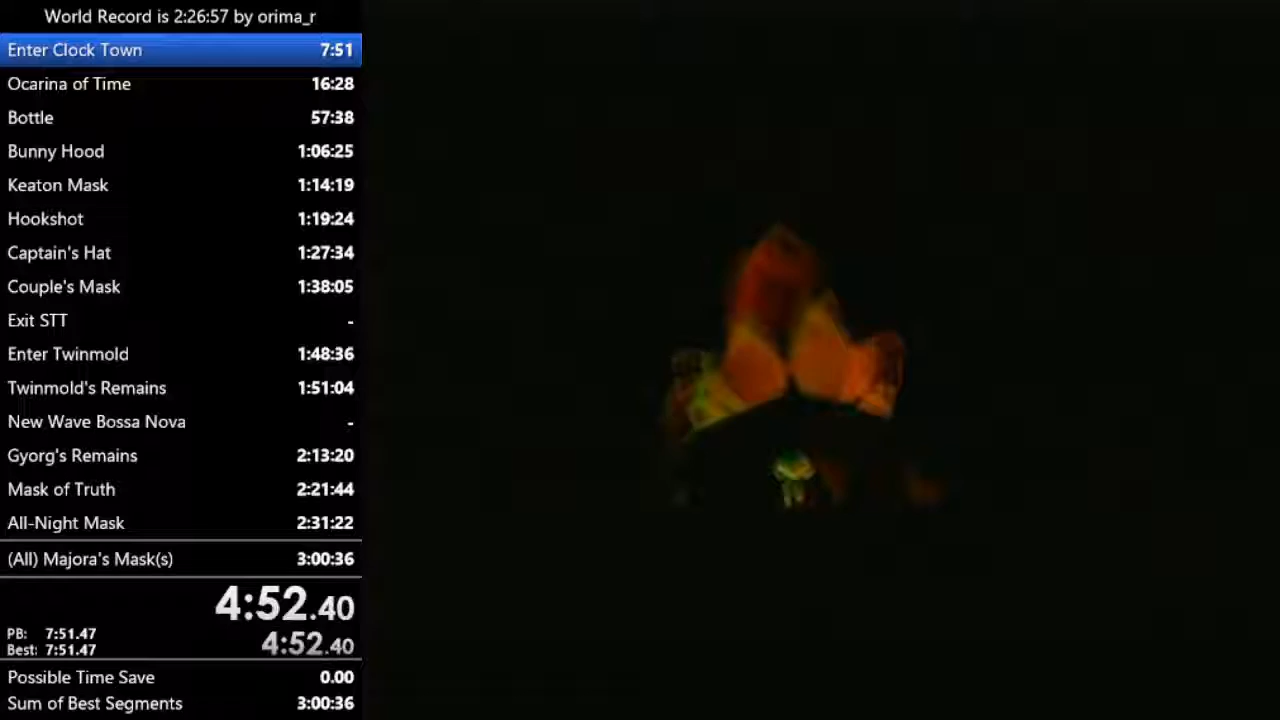 World Record is 2:26:57 by orima_r
Enter Clock Town 7:51
Ocarina of Time 16:28
Bottle 57:38
Bunny Hood 1:06:25
Keaton Mask 1:14:19
Hookshot 1:19:24
Captain's Hat 1:27:34
Couple's Mask 1:38:05
Exit STT -
Enter Twinmold 1:48:36
Twinmold's Remains 1:51:04
New Wave Bossa Nova -
Gyorg's Remains 2:13:20
Mask of Truth 2:21:44
All-Night Mask 2:31:22
(All) Majora's Mask(s) 3:00:36
4:52.40
PB: 7:51.47
Best: 7:51.47 4:52.40
Possible Time Save 0.00
Sum of Best Segments 3:00:36